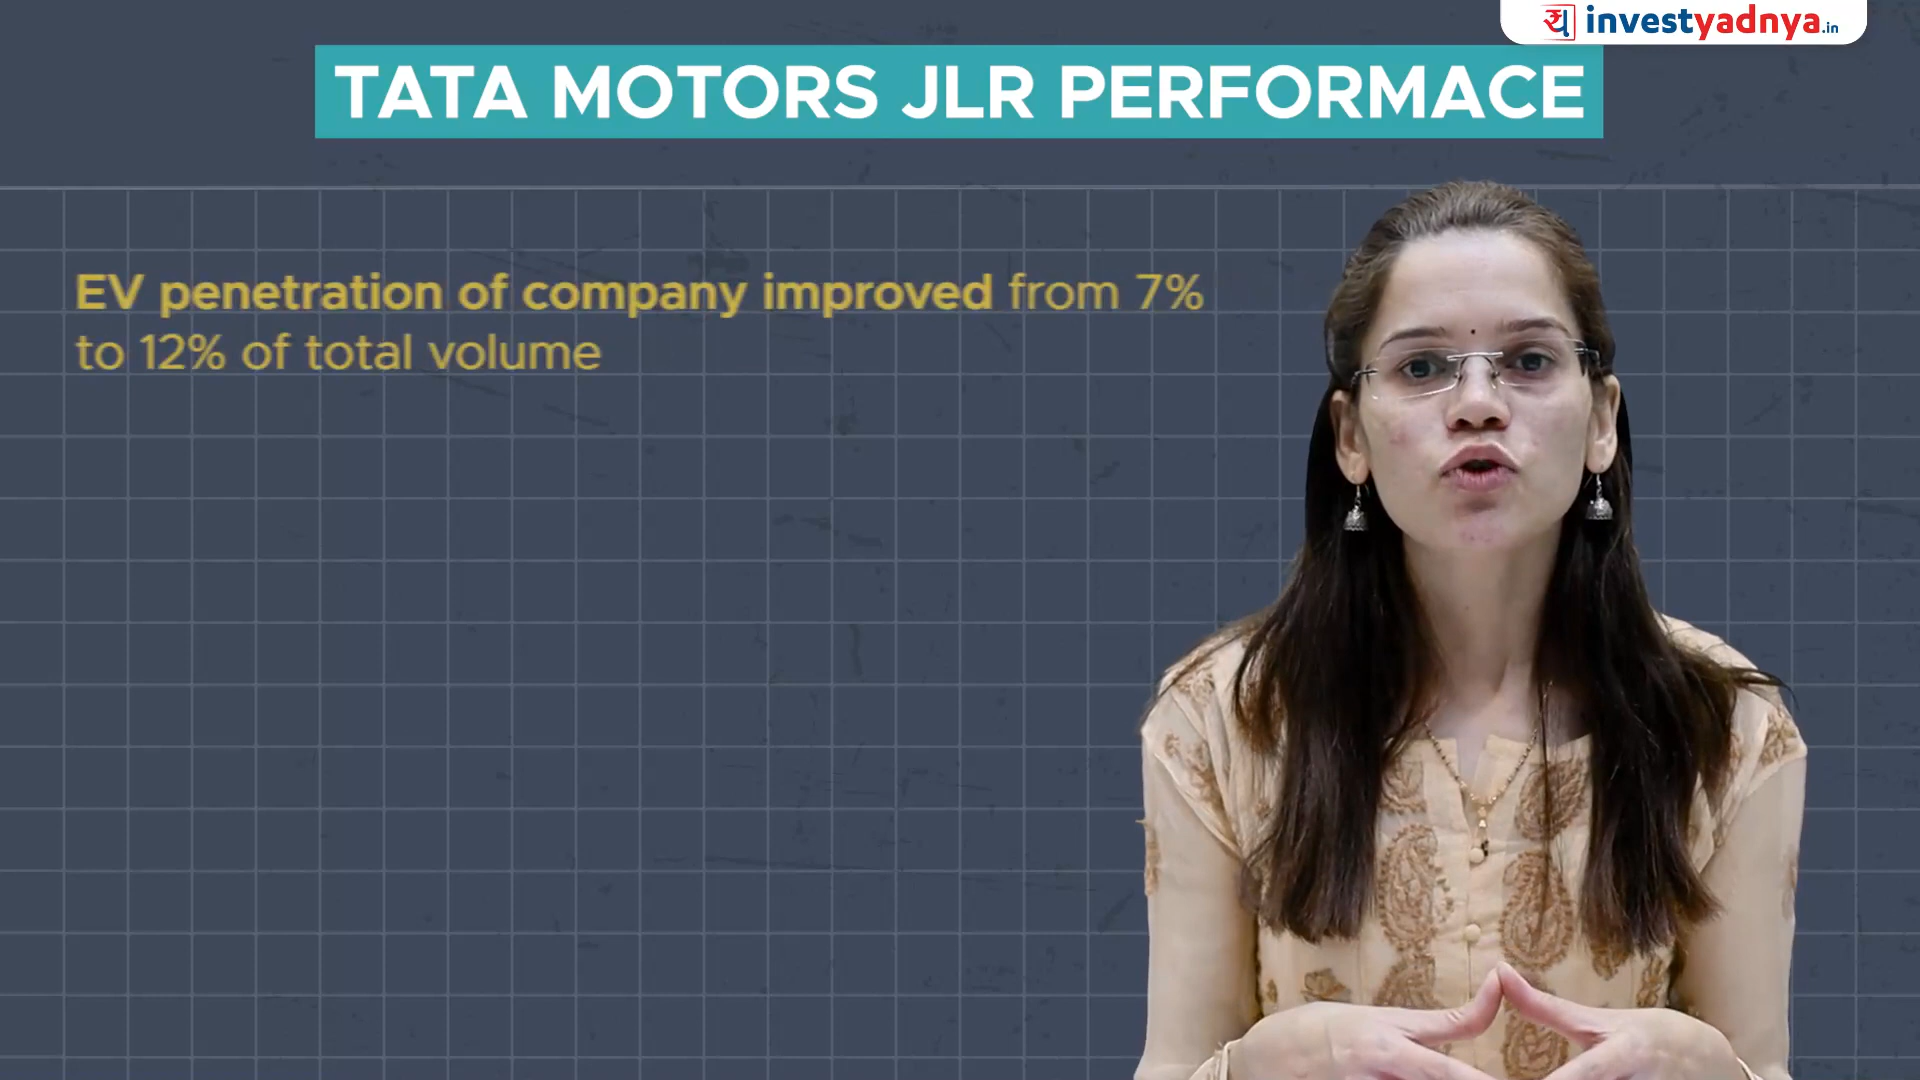 यं investyadnya.in
TATA MOTORS JLR PERFORMACE
EV penetration of company improved from 7%
to 12% of total volume